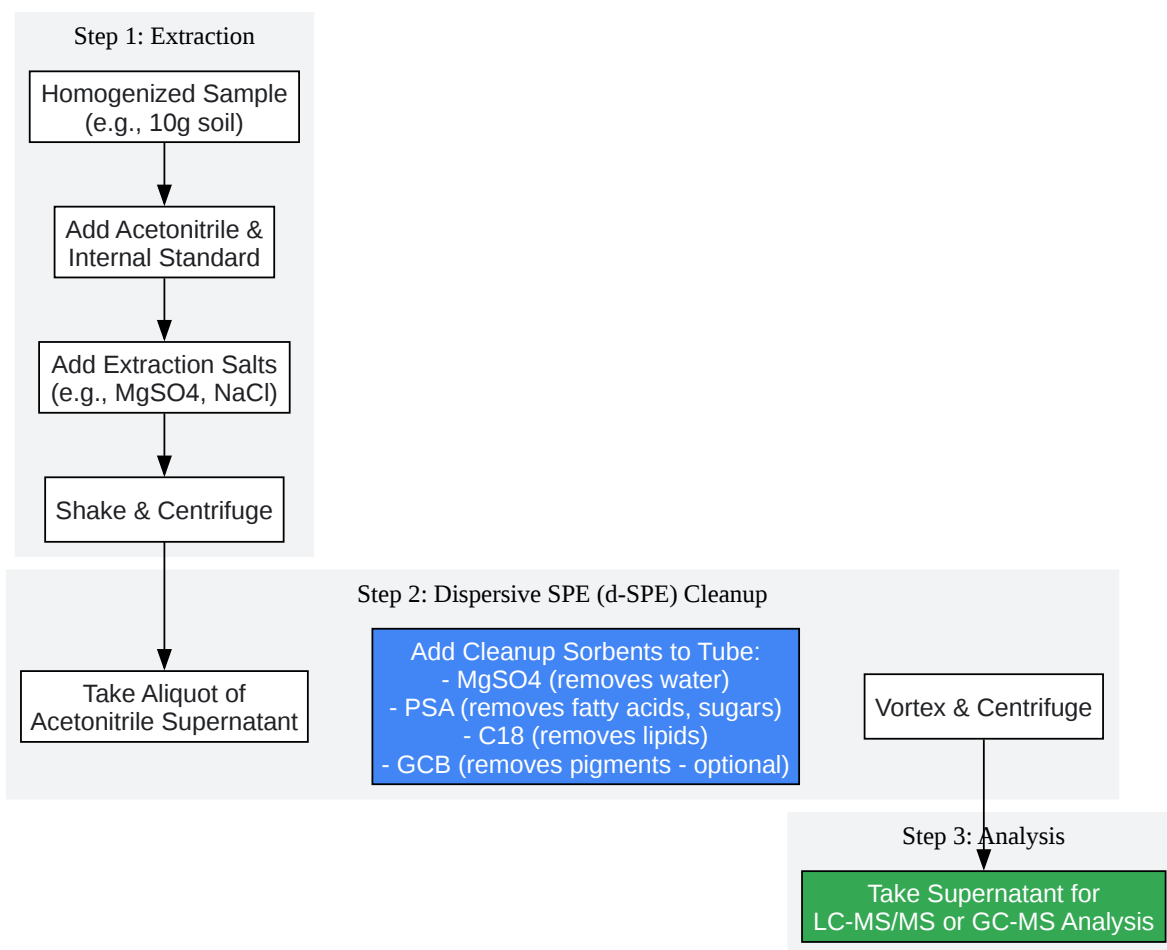 Step 1: Extraction
Homogenized Sample
(e.g., 10g soil)
Add Acetonitrile &
Internal Standard
Add Extraction Salts
(e.g., MgSO4, NaCl)
Shake & Centrifuge
Step 2: Dispersive SPE (d-SPE) Cleanup
Take Aliquot of
Acetonitrile Supernatant
Add Cleanup Sorbents to Tube:
- MgSO4 (removes water)
- PSA (removes fatty acids, sugars)
- C18 (removes lipids)
- GCB (removes pigments - optional)
Vortex & Centrifuge
Step 3: Analysis
Take Supernatant for
LC-MS/MS or GC-MS Analysis